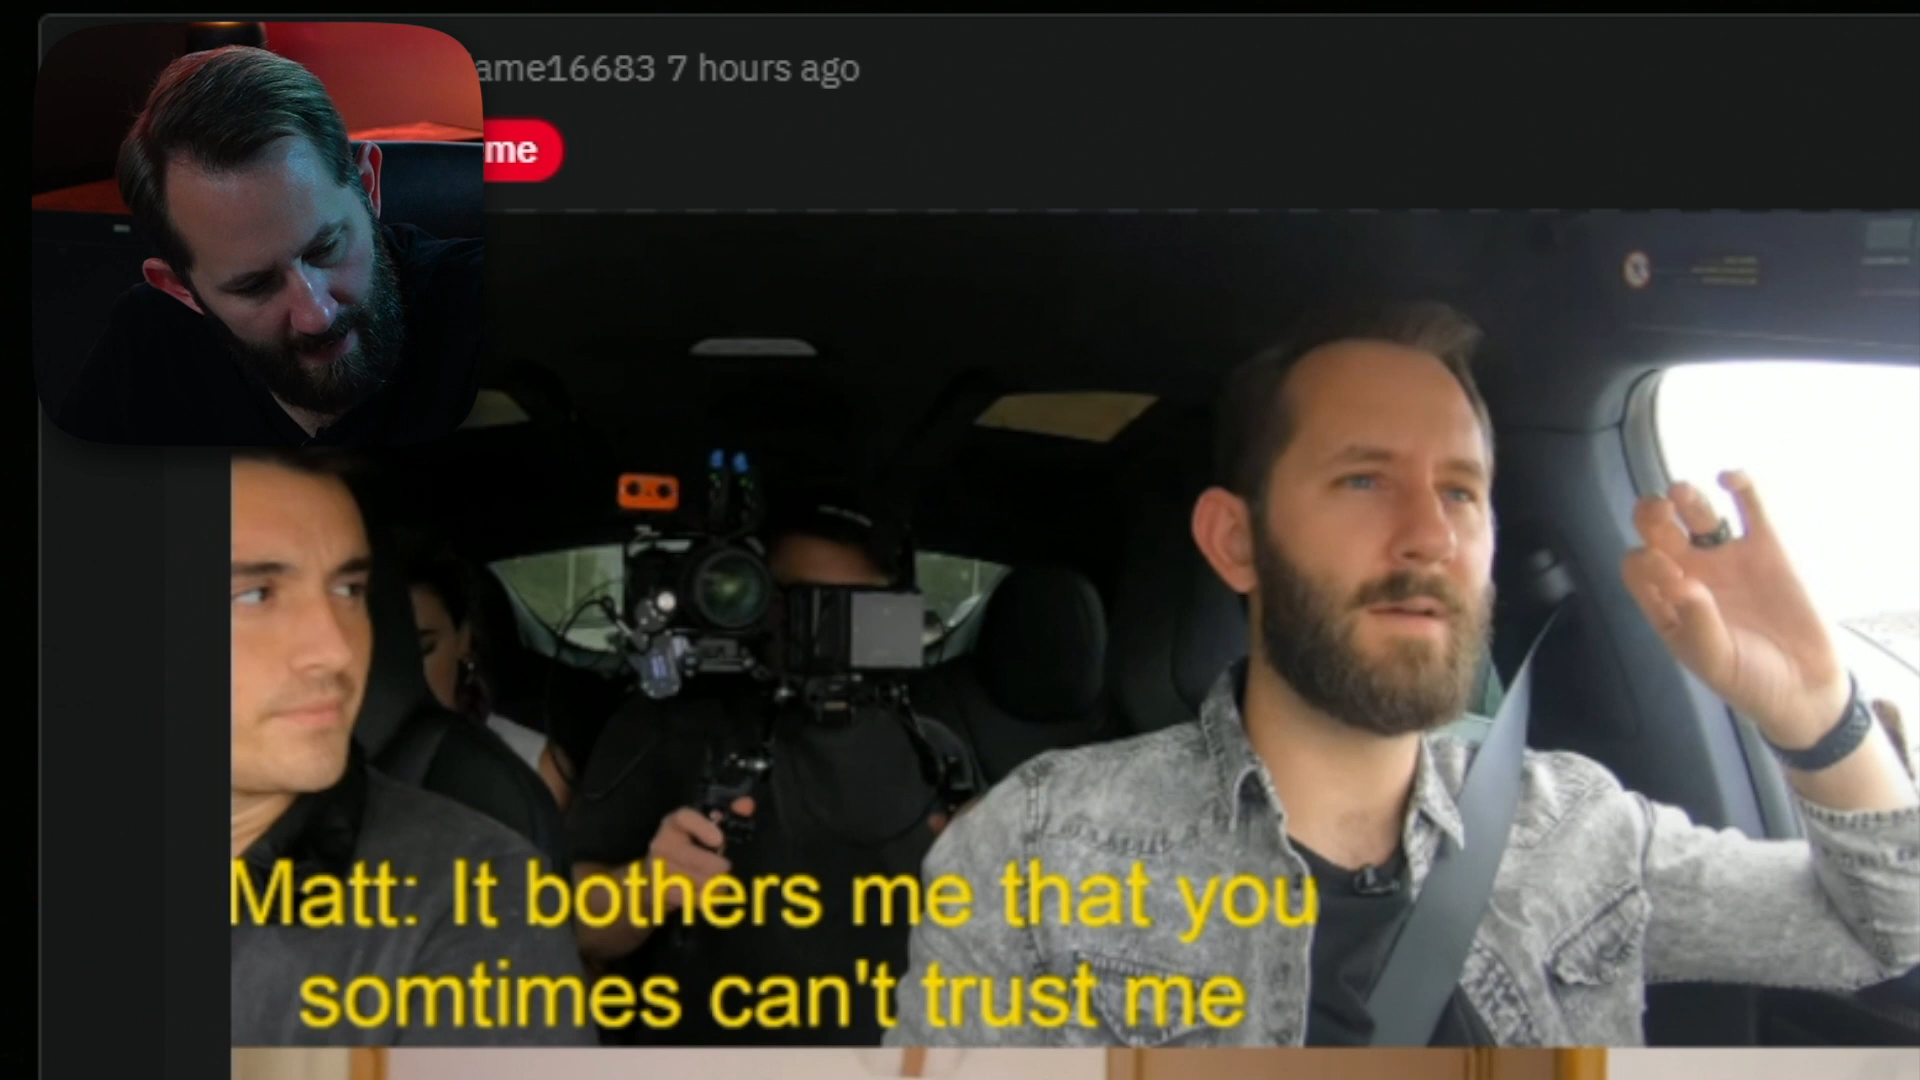 ame16683 7 hours ago
me
Matt: It bothers me that you
somtimes can't trust me